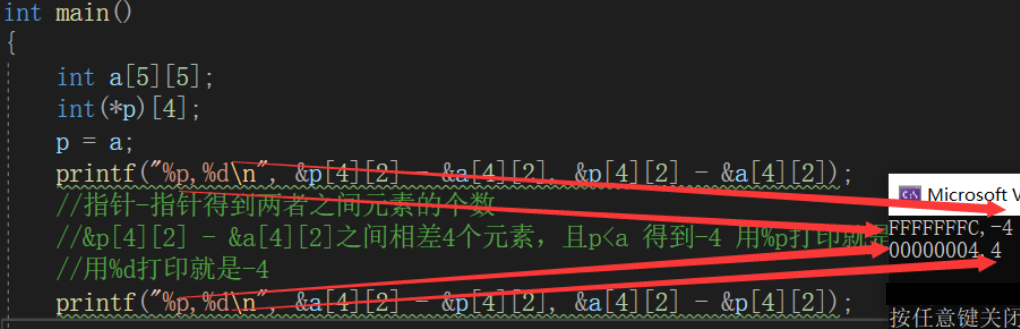 int main()
{
int a[5][5];
int(*p)[4];
p = a;
printf("%p,%d\n", &p[4][2] - &a[4][2], &p[4][2] - &a[4][2]);
//指针-指针得到两者之间元素的个数
//&p[4][2] - &a[4][2]之间相差4个元素，且p<a 得到-4 用%p打印就是
//用%d打印就是-4
printf("%p,%d\n", &a[4][2] - &p[4][2], &a[4][2] - &p[4][2]);
Microsoft V
FFFFFFFC,-4
00000004,4
按任意键关闭